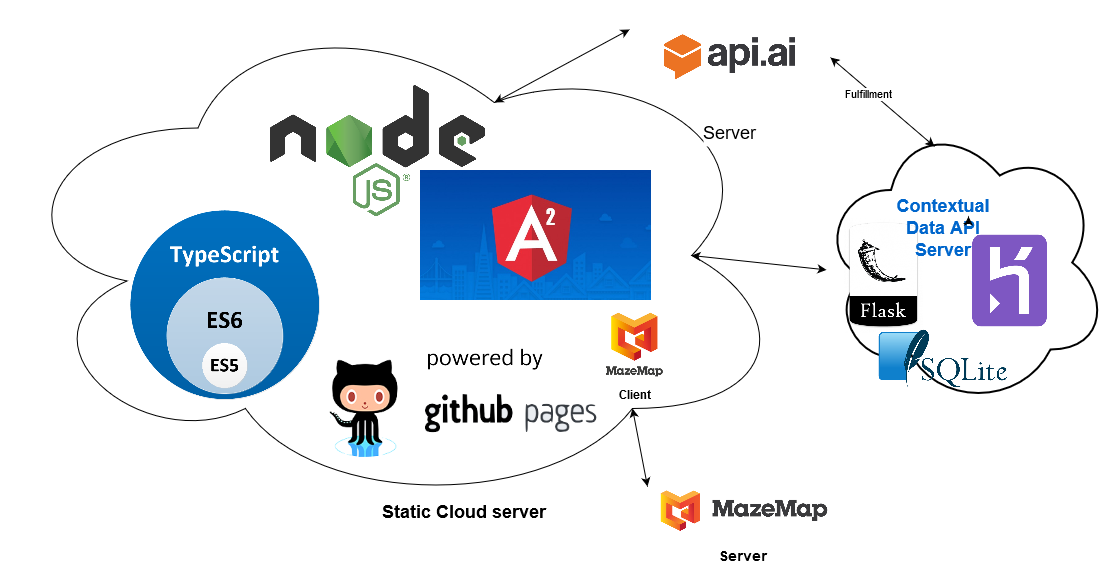 api.ai
Fulfillment
Server
node
JS
®
A2
TypeScript
ES6
ES5
Contextual
Data API
Server
Flask
SQLite
MazeMap
Client
powered by
github pages
Static Cloud server
MazeMap
Server